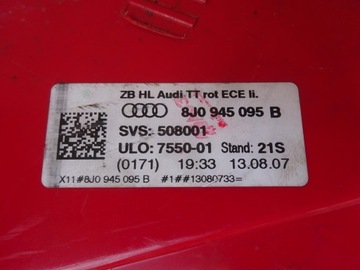 ZB HL Audi TT rot ECE li.
8J0 945 095 B
SVS: 508001
ULO: 7550-01 Stand: 21S
(0171) 19:33 13.08.07
X11#8J0 945 095 B #1##13080733=